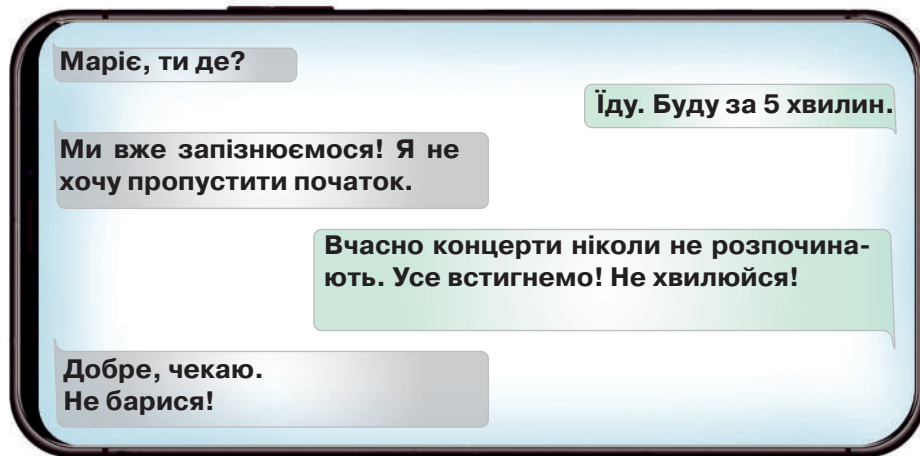 Маріє, ти де?
Їду. Буду за 5 хвилин.
Ми вже запізнюємося! Я не
хочу пропустити початок.
Вчасно концерти ніколи не розпочина-
ють. Усе встигнемо! Не хвилюйся!
Добре, чекаю.
Не барися!